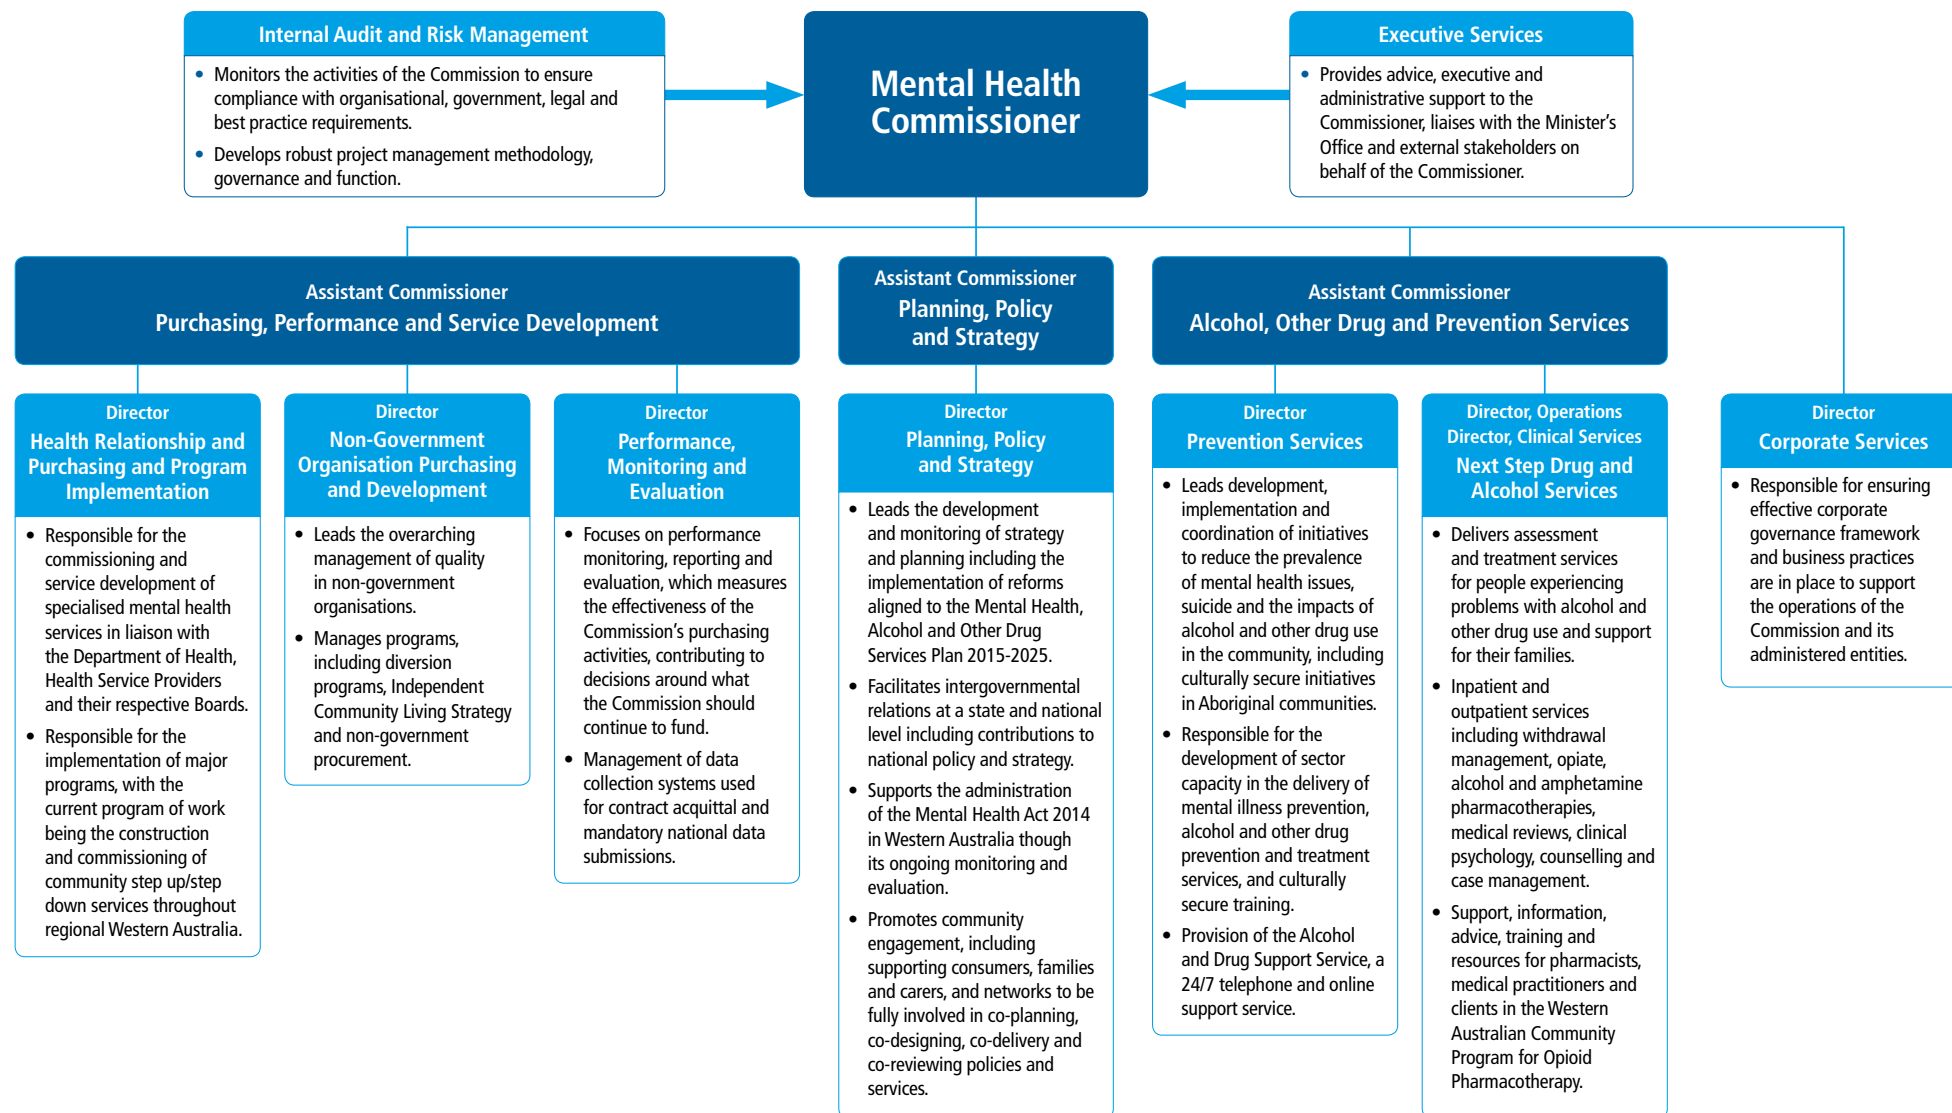 Internal Audit and Risk Management
• Monitors the activities of the Commission to ensure
compliance with organisational, government, legal and
best practice requirements.
• Develops robust project management methodology,
governance and function.
Mental Health
Commissioner
Executive Services
• Provides advice, executive and
administrative support to the
Commissioner, liaises with the Minister’s
Office and external stakeholders on
behalf of the Commissioner.
Assistant Commissioner
Purchasing, Performance and Service Development
Assistant Commissioner
Planning, Policy
and Strategy
Assistant Commissioner
Alcohol, Other Drug and Prevention Services
Director
Health Relationship and
Purchasing and Program
Implementation
• Responsible for the
commissioning and
service development of
specialised mental health
services in liaison with
the Department of Health,
Health Service Providers
and their respective Boards.
• Responsible for the
implementation of major
programs, with the
current program of work
being the construction
and commissioning of
community step up/step
down services throughout
regional Western Australia.
Director
Non-Government
Organisation Purchasing
and Development
• Leads the overarching
management of quality
in non-government
organisations.
• Manages programs,
including diversion
programs, Independent
Community Living Strategy
and non-government
procurement.
Director
Performance,
Monitoring and
Evaluation
• Focuses on performance
monitoring, reporting and
evaluation, which measures
the effectiveness of the
Commission’s purchasing
activities, contributing to
decisions around what
the Commission should
continue to fund.
• Management of data
collection systems used
for contract acquittal and
mandatory national data
submissions.
Director
Planning, Policy
and Strategy
• Leads the development
and monitoring of strategy
and planning including the
implementation of reforms
aligned to the Mental Health,
Alcohol and Other Drug
Services Plan 2015-2025.
• Facilitates intergovernmental
relations at a state and national
level including contributions to
national policy and strategy.
• Supports the administration
of the Mental Health Act 2014
in Western Australia though
its ongoing monitoring and
evaluation.
• Promotes community
engagement, including
supporting consumers, families
and carers, and networks to be
fully involved in co-planning,
co-designing, co-delivery and
co-reviewing policies and
services.
Director
Prevention Services
• Leads development,
implementation and
coordination of initiatives
to reduce the prevalence
of mental health issues,
suicide and the impacts of
alcohol and other drug use
in the community, including
culturally secure initiatives
in Aboriginal communities.
• Responsible for the
development of sector
capacity in the delivery of
mental illness prevention,
alcohol and other drug
prevention and treatment
services, and culturally
secure training.
• Provision of the Alcohol
and Drug Support Service, a
24/7 telephone and online
support service.
Director, Operations
Director, Clinical Services
Next Step Drug and
Alcohol Services
• Delivers assessment
and treatment services
for people experiencing
problems with alcohol and
other drug use and support
for their families.
• Inpatient and
outpatient services
including withdrawal
management, opiate,
alcohol and amphetamine
pharmacotherapies,
medical reviews, clinical
psychology, counselling and
case management.
• Support, information,
advice, training and
resources for pharmacists,
medical practitioners and
clients in the Western
Australian Community
Program for Opioid
Pharmacotherapy.
Director
Corporate Services
• Responsible for ensuring
effective corporate
governance framework
and business practices
are in place to support
the operations of the
Commission and its
administered entities.